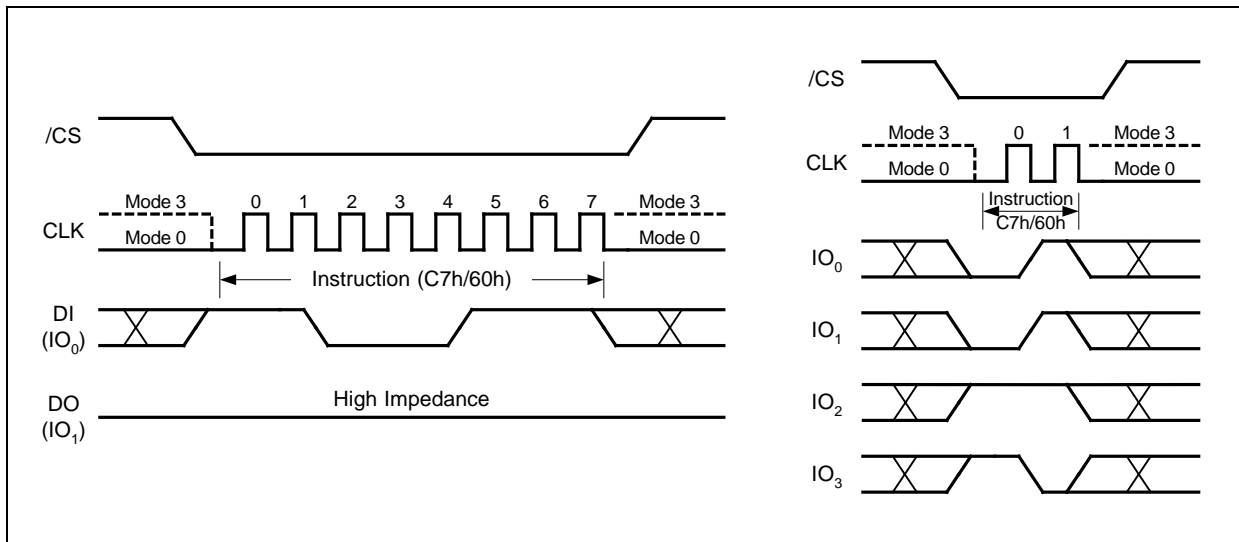 /CS
Mode 3
0 1 2 3 4 5 6 7
Mode 3
CLK
Mode 0
Mode 0
Instruction (C7h/60h)
DI
(IO0)
High Impedance
DO
(IO1)
/CS
Mode 3
0 1
Mode 3
CLK
Mode 0
Mode 0
Instruction
C7h/60h
IO0
IO1
IO2
IO3